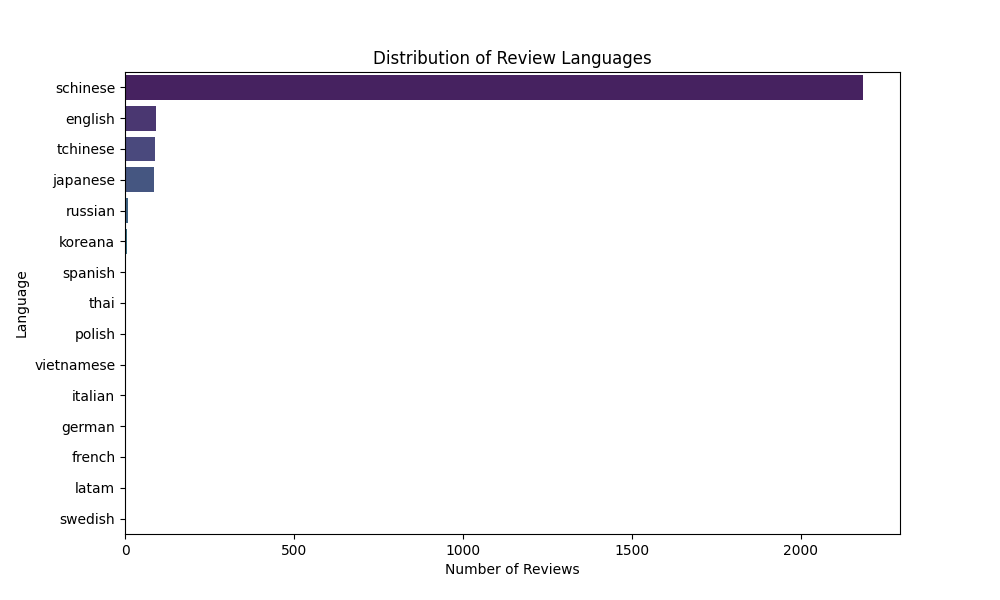 Distribution of Review Languages
schinese
english
tchinese
japanese
russian
koreana
spanish
thai
polish
vietnamese
italian
german
french
latam
swedish
Language
0 500 1000 1500 2000
Number of Reviews